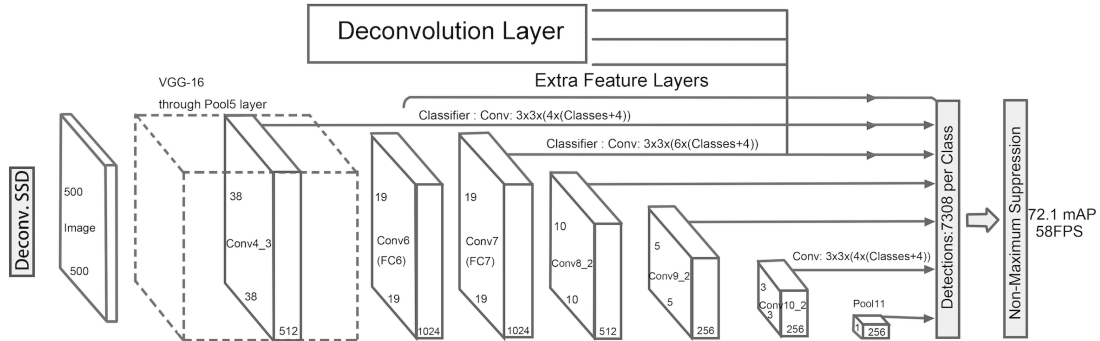 Deconvolution Layer
Extra Feature Layers
VGG-16
through Pool5 layer
Classifier : Conv: 3x3x(4x(Classes+4))
Classifier : Conv: 3x3x(6x(Classes+4))
Deconv. SSD
500
Image
500
38
Conv4_3
38
512
19
Conv6
(FC6)
19
1024
19
Conv7
(FC7)
19
1024
10
Conv8_2
10
512
5
Conv9_2
5
256
Conv: 3x3x(4x(Classes+4))
3
Conv10_2
3
256
Pool11
1
256
Detections:7308 per Class
Non-Maximum Suppression
72.1 mAP
58FPS